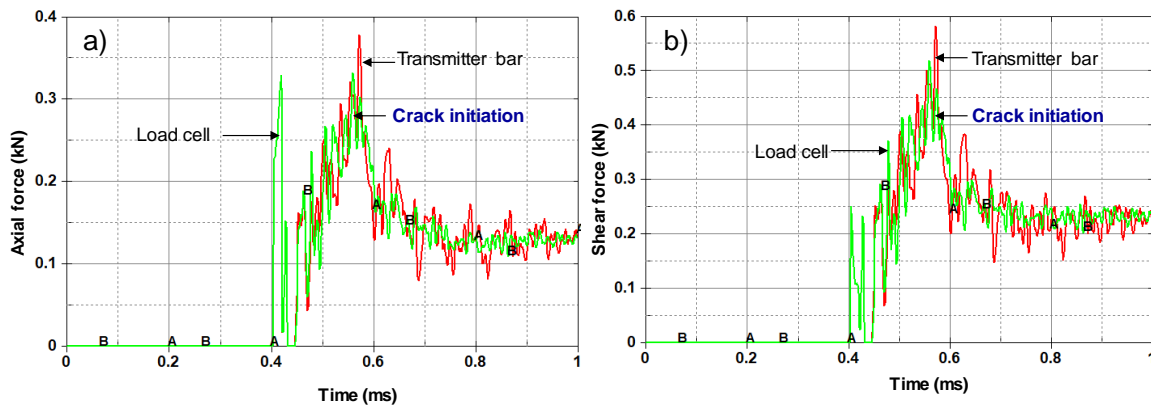 a)
Axial force (kN)
0.4
0.3
0.2
0.1
0
Transmitter bar
Crack initiation
Load cell
B
A
B
A
B
A
B
A
B
A
0
0.2
0.4
0.6
0.8
1
Time (ms)
b)
Shear force (kN)
0.6
0.5
0.4
0.3
0.2
0.1
0
Transmitter bar
Crack initiation
Load cell
B
A
B
A
B
A
B
A
B
0
0.2
0.4
0.6
0.8
1
Time (ms)